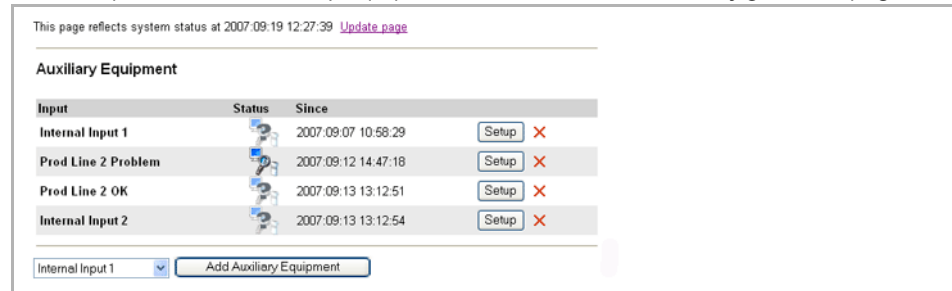 This page reflects system status at 2007:09:19 12:27:39 Update page
Auxiliary Equipment
Input Status Since
Internal Input 1 2007:09:07 10:58:29 Setup
Prod Line 2 Problem 2007:09:12 14:47:18 Setup
Prod Line 2 OK 2007:09:13 13:12:51 Setup
Internal Input 2 2007:09:13 13:12:54 Setup
Internal Input 1 Add Auxiliary Equipment